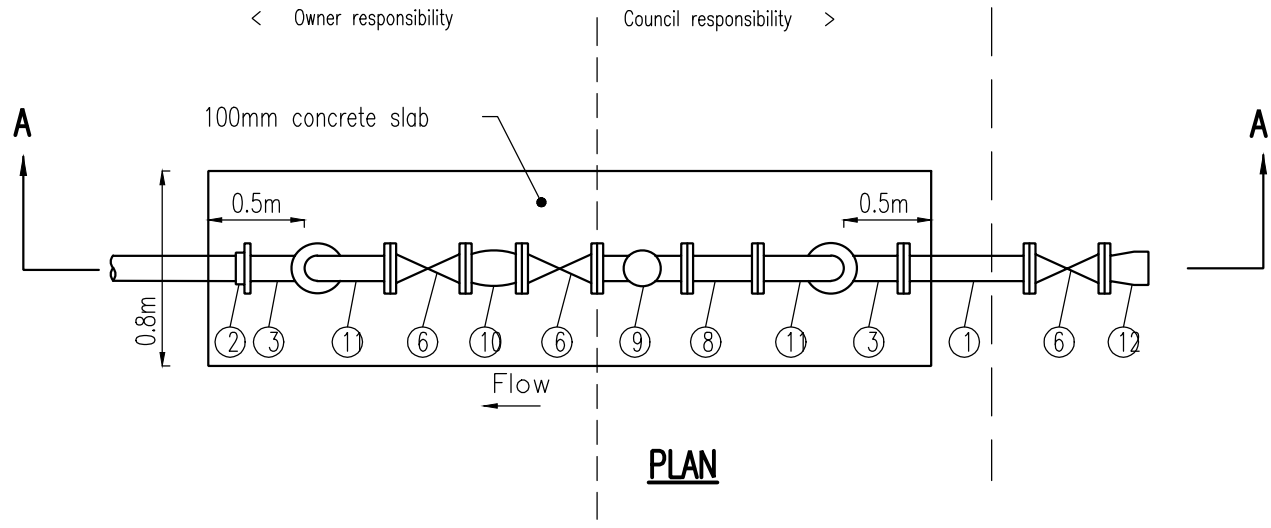 < Owner responsibility
Council responsibility >
A
A
100mm concrete slab
0.5m
0.5m
0.8m
2 3 11 6 10 6 9 8 11 3 1 6 12
Flow
PLAN